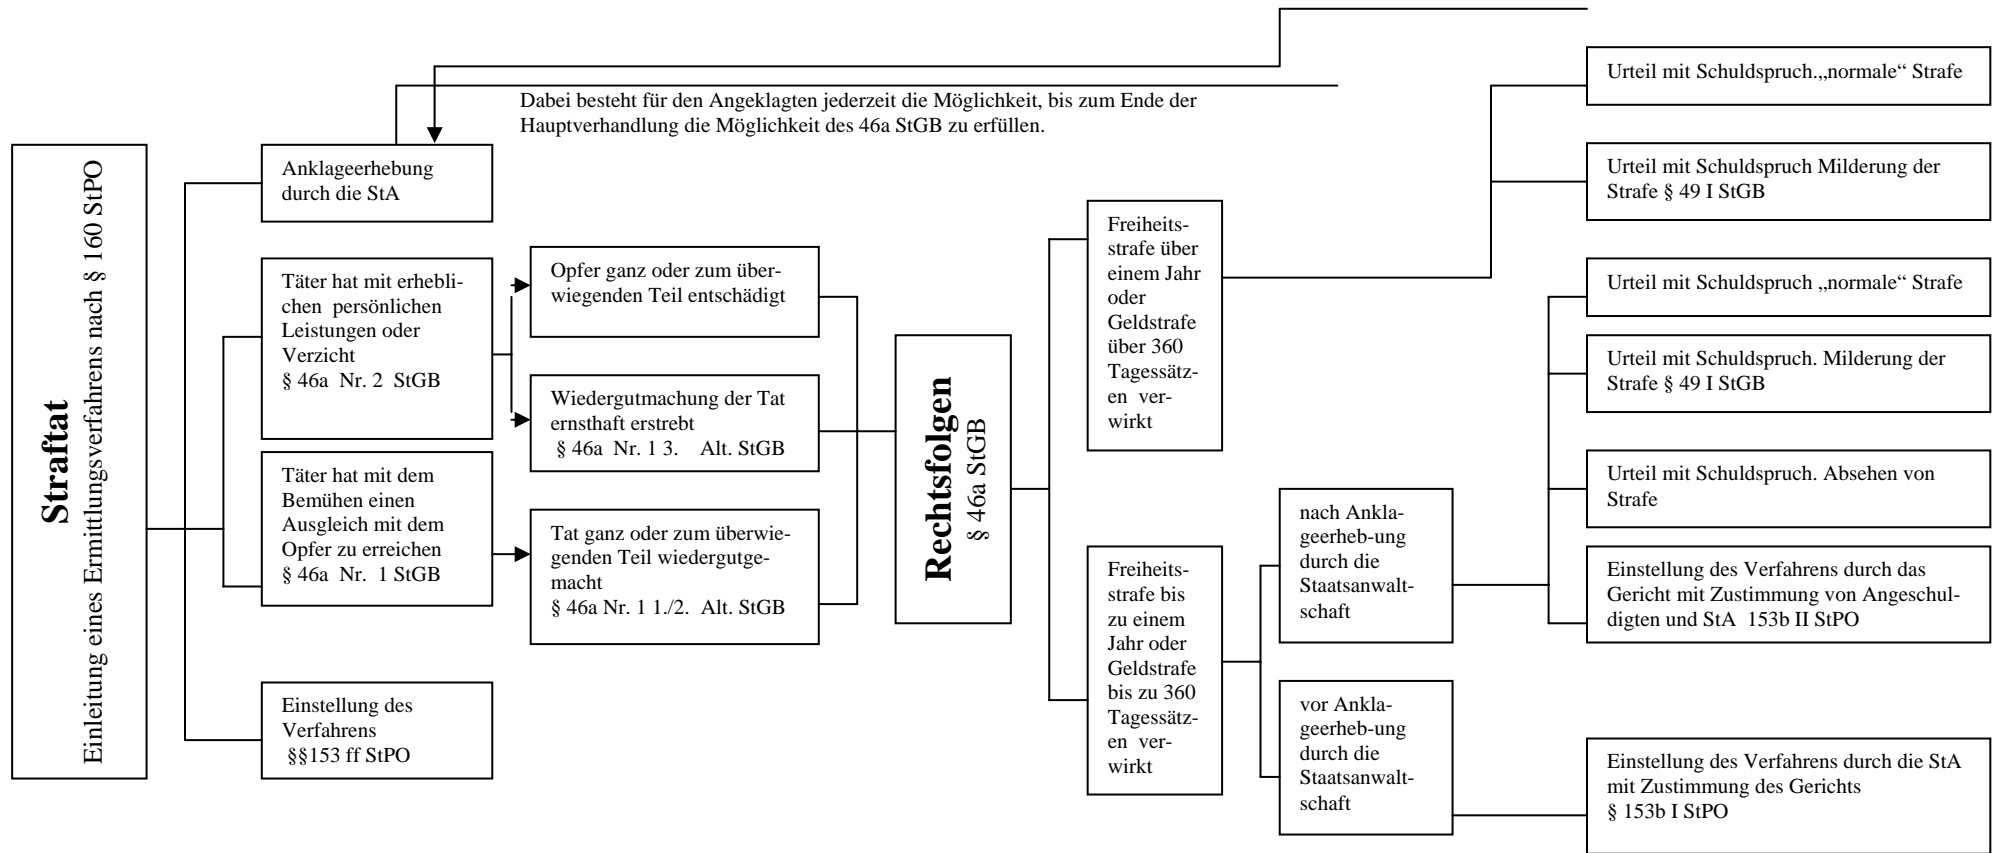 Straftat
Einleitung eines Ermittlungsverfahrens nach § 160 StPO
Dabei besteht für den Angeklagten jederzeit die Möglichkeit, bis zum Ende der
Hauptverhandlung die Möglichkeit des 46a StGB zu erfüllen.
Anklageerhebung
durch die StA
Täter hat mit erhebli-
chen persönlichen
Leistungen oder
Verzicht
§ 46a Nr. 2 StGB
Täter hat mit dem
Bemühen einen
Ausgleich mit dem
Opfer zu erreichen
§ 46a Nr. 1 StGB
Einstellung des
Verfahrens
§§153 ff StPO
Opfer ganz oder zum über-
wiegenden Teil entschädigt
Wiedergutmachung der Tat
ernsthaft erstrebt
§ 46a Nr. 1 3. Alt. StGB
Tat ganz oder zum überwie-
genden Teil wiedergutge-
macht
§ 46a Nr. 1 1./2. Alt. StGB
Rechtsfolgen
§ 46a StGB
Freiheits-
strafe über
einem Jahr
oder
Geldstrafe
über 360
Tagessätz-
en ver-
wirkt
Freiheits-
strafe bis
zu einem
Jahr oder
Geldstrafe
bis zu 360
Tagessätz-
en ver-
wirkt
nach Ankla-
geerheb-ung
durch die
Staatsanwalt-
schaft
vor Ankla-
geerheb-ung
durch die
Staatsanwalt-
schaft
Urteil mit Schuldspruch.„normale“ Strafe
Urteil mit Schuldspruch Milderung der
Strafe § 49 I StGB
Urteil mit Schuldspruch „normale“ Strafe
Urteil mit Schuldspruch. Milderung der
Strafe § 49 I StGB
Urteil mit Schuldspruch. Absehen von
Strafe
Einstellung des Verfahrens durch das
Gericht mit Zustimmung von Angeschul-
digten und StA 153b II StPO
Einstellung des Verfahrens durch die StA
mit Zustimmung des Gerichts
§ 153b I StPO